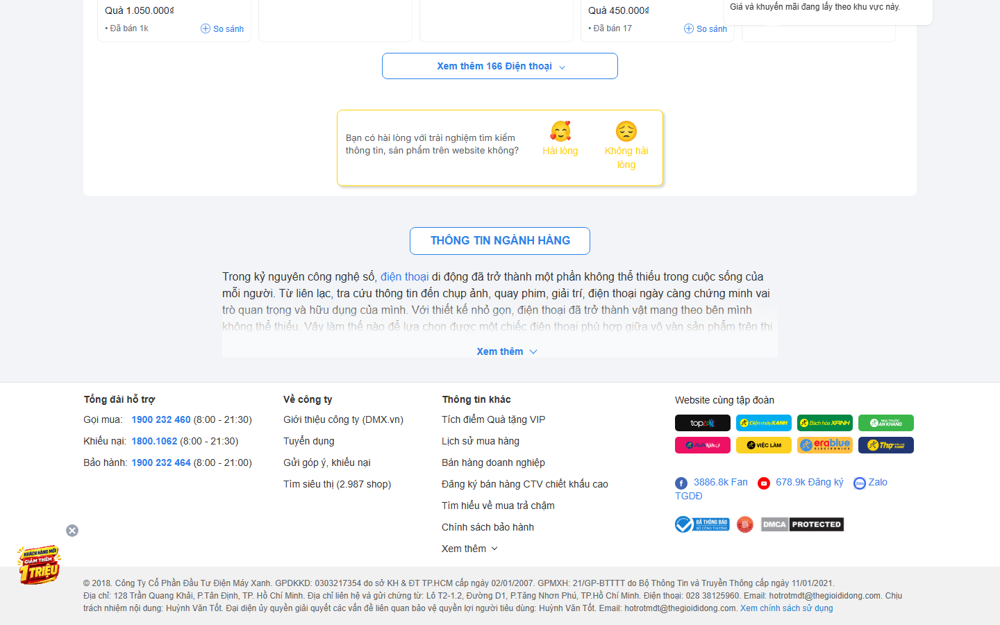 Quà 1.050.000₫
• Đã bán 1k
So sánh
Quà 450.000₫
• Đã bán 17
So sánh
Giá và khuyến mãi đang lấy theo khu vực này.
Xem thêm 166 Điện thoại
Bạn có hài lòng với trải nghiệm tìm kiếm
thông tin, sản phẩm trên website không?
Hài lòng
Không hài
lòng
THÔNG TIN NGÀNH HÀNG
Trong kỷ nguyên công nghệ số, điện thoại di động đã trở thành một phần không thể thiếu trong cuộc sống của
mỗi người. Từ liên lạc, tra cứu thông tin đến chụp ảnh, quay phim, giải trí, điện thoại ngày càng chứng minh vai
trò quan trọng và hữu dụng của mình. Với thiết kế nhỏ gọn, điện thoại đã trở thành vật mang theo bên mình
không thể thiếu. Vậy làm thế nào để lựa chọn được một chiếc điện thoại phù hợp giữa vô vàn sản phẩm trên thị
Xem thêm
Tổng đài hỗ trợ
Gọi mua: 1900 232 460 (8:00 - 21:30)
Khiếu nại: 1800.1062 (8:00 - 21:30)
Bảo hành: 1900 232 464 (8:00 - 21:00)
Về công ty
Giới thiệu công ty (DMX.vn)
Tuyển dụng
Gửi góp ý, khiếu nại
Tìm siêu thị (2.987 shop)
Thông tin khác
Tích điểm Quà tặng VIP
Lịch sử mua hàng
Bán hàng doanh nghiệp
Đăng ký bán hàng CTV chiết khấu cao
Tìm hiểu về mua trả chậm
Chính sách bảo hành
Xem thêm
Website cùng tập đoàn
topzone
Điện máy XANH
Bách hóa XANH
NHÀ THUỐC
AN KHANG
VIỆC LÀM
erablue
ELECTRONICS
Thợ
3886.8k Fan
678.9k Đăng ký
Zalo
TGDĐ
ĐÃ THÔNG BÁO
BỘ CÔNG THƯƠNG
DMCA PROTECTED
KHÁCH HÀNG MỚI
GIẢM THÊM
1 TRIỆU
© 2018. Công Ty Cổ Phần Đầu Tư Điện Máy Xanh. GPDKKD: 0303217354 do sở KH & ĐT TP.HCM cấp ngày 02/01/2007. GPMXH: 21/GP-BTTTT do Bộ Thông Tin và Truyền Thông cấp ngày 11/01/2021.
Địa chỉ: 128 Trần Quang Khải, P.Tân Định, TP. Hồ Chí Minh. Địa chỉ liên hệ và gửi chứng từ: Lô T2-1.2, Đường D1, P.Tăng Nhơn Phú, TP.Hồ Chí Minh. Điện thoại: 028 38125960. Email: hotrotmdt@thegioididong.com. Chịu
trách nhiệm nội dung: Huỳnh Văn Tốt. Đại diện ủy quyền giải quyết các vấn đề liên quan bảo vệ quyền lợi người tiêu dùng: Huỳnh Văn Tốt. Email: hotrotmdt@thegioididong.com. Xem chính sách sử dụng